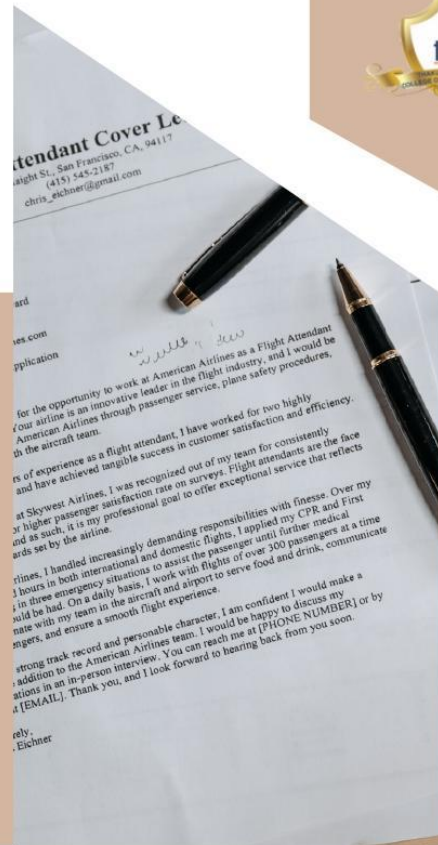 ttendant Cover Le
aight St., San Francisco, CA, 94117
(415) 545-2187
chris_eichner@gmail.com
ard
es.com
pplication
for the opportunity to work at American Airlines as a Flight Attendant
Your airline is an innovative leader in the flight industry, and I would be
American Airlines through passenger service, plane safety procedures,
th the aircraft team.
rs of experience as a flight attendant, I have worked for two highly
and have achieved tangible success in customer satisfaction and efficiency.
at Skywest Airlines, I was recognized out of my team for consistently
higher passenger satisfaction rate on surveys. Flight attendants are the face
nd as such, it is my professional goal to offer exceptional service that reflects
ards set by the airline.
rlines, I handled increasingly demanding responsibilities with finesse. Over my
hours in both international and domestic flights, I applied my CPR and First
in three emergency situations to assist the passenger until further medical
uld be had. On a daily basis, I work with flights of over 300 passengers at a time
nate with my team in the aircraft and airport to serve food and drink, communicate
engers, and ensure a smooth flight experience.
strong track record and personable character, I am confident I would make a
addition to the American Airlines team. I would be happy to discuss my
ations in an in-person interview. You can reach me at [PHONE NUMBER] or by
t [EMAIL]. Thank you, and I look forward to hearing back from you soon.
rely,
Eichner